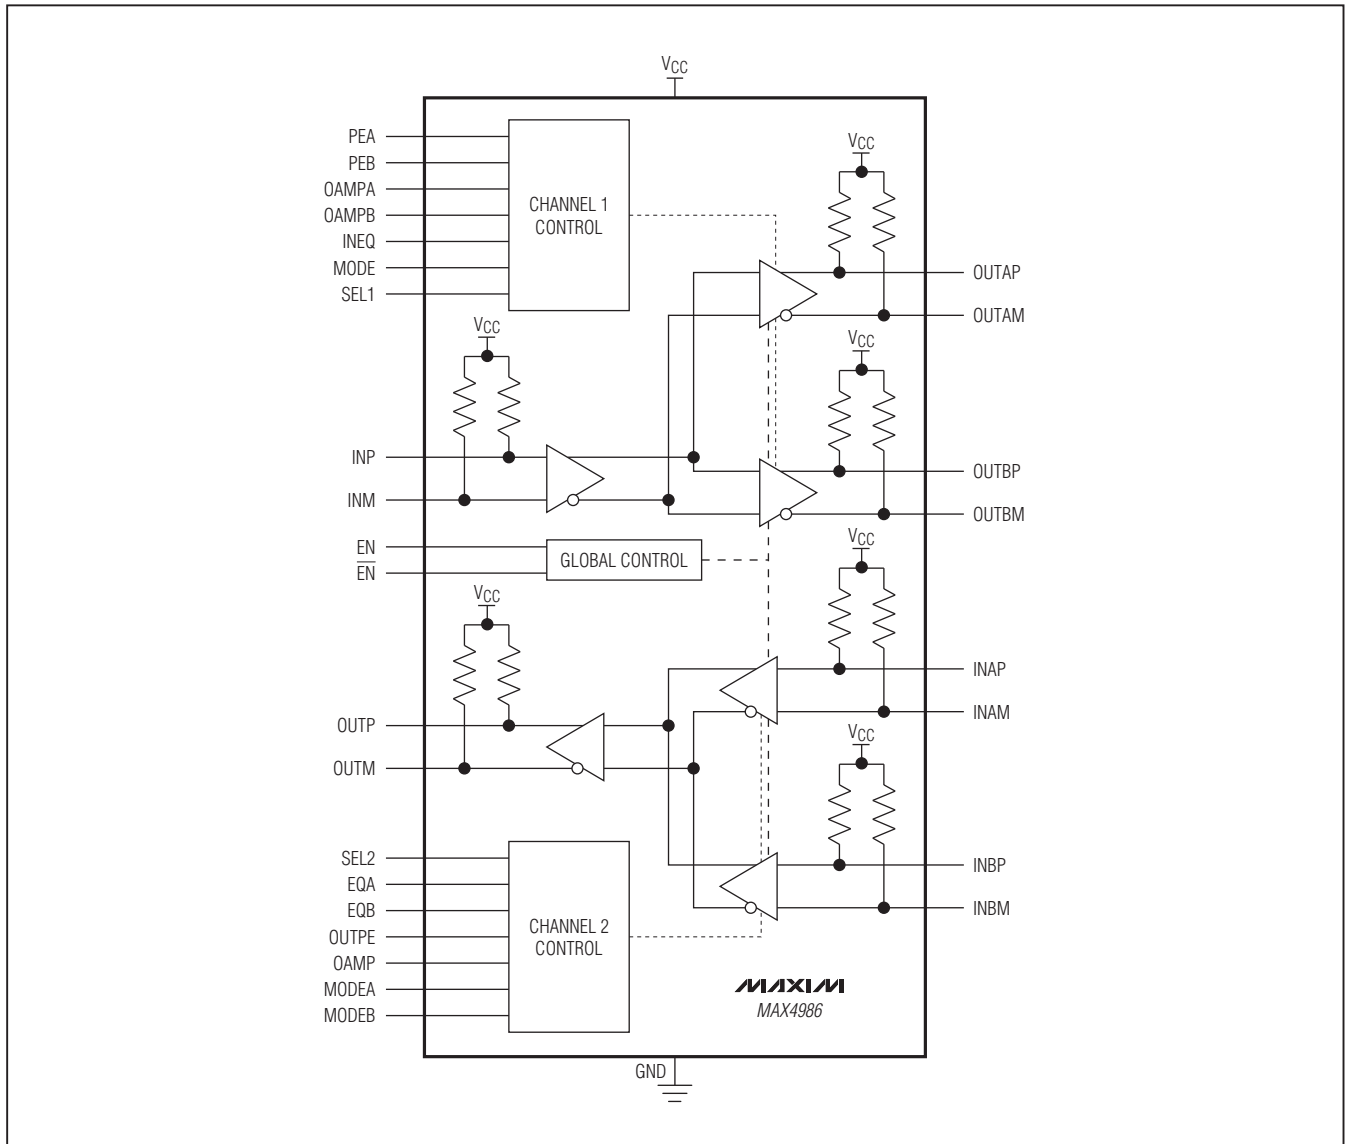 VCC
PEA
PEB
OAMPA
OAMPB
INEQ
MODE
SEL1
CHANNEL 1
CONTROL
VCC
OUTAP
OUTAM
VCC
VCC
INP
INM
OUTBP
OUTBM
EN
E̅N̅
GLOBAL CONTROL
VCC
VCC
INAP
INAM
OUTP
OUTM
VCC
INBP
INBM
SEL2
EQA
EQB
OUTPE
OAMP
MODEA
MODEB
CHANNEL 2
CONTROL
MAXIM
MAX4986
GND